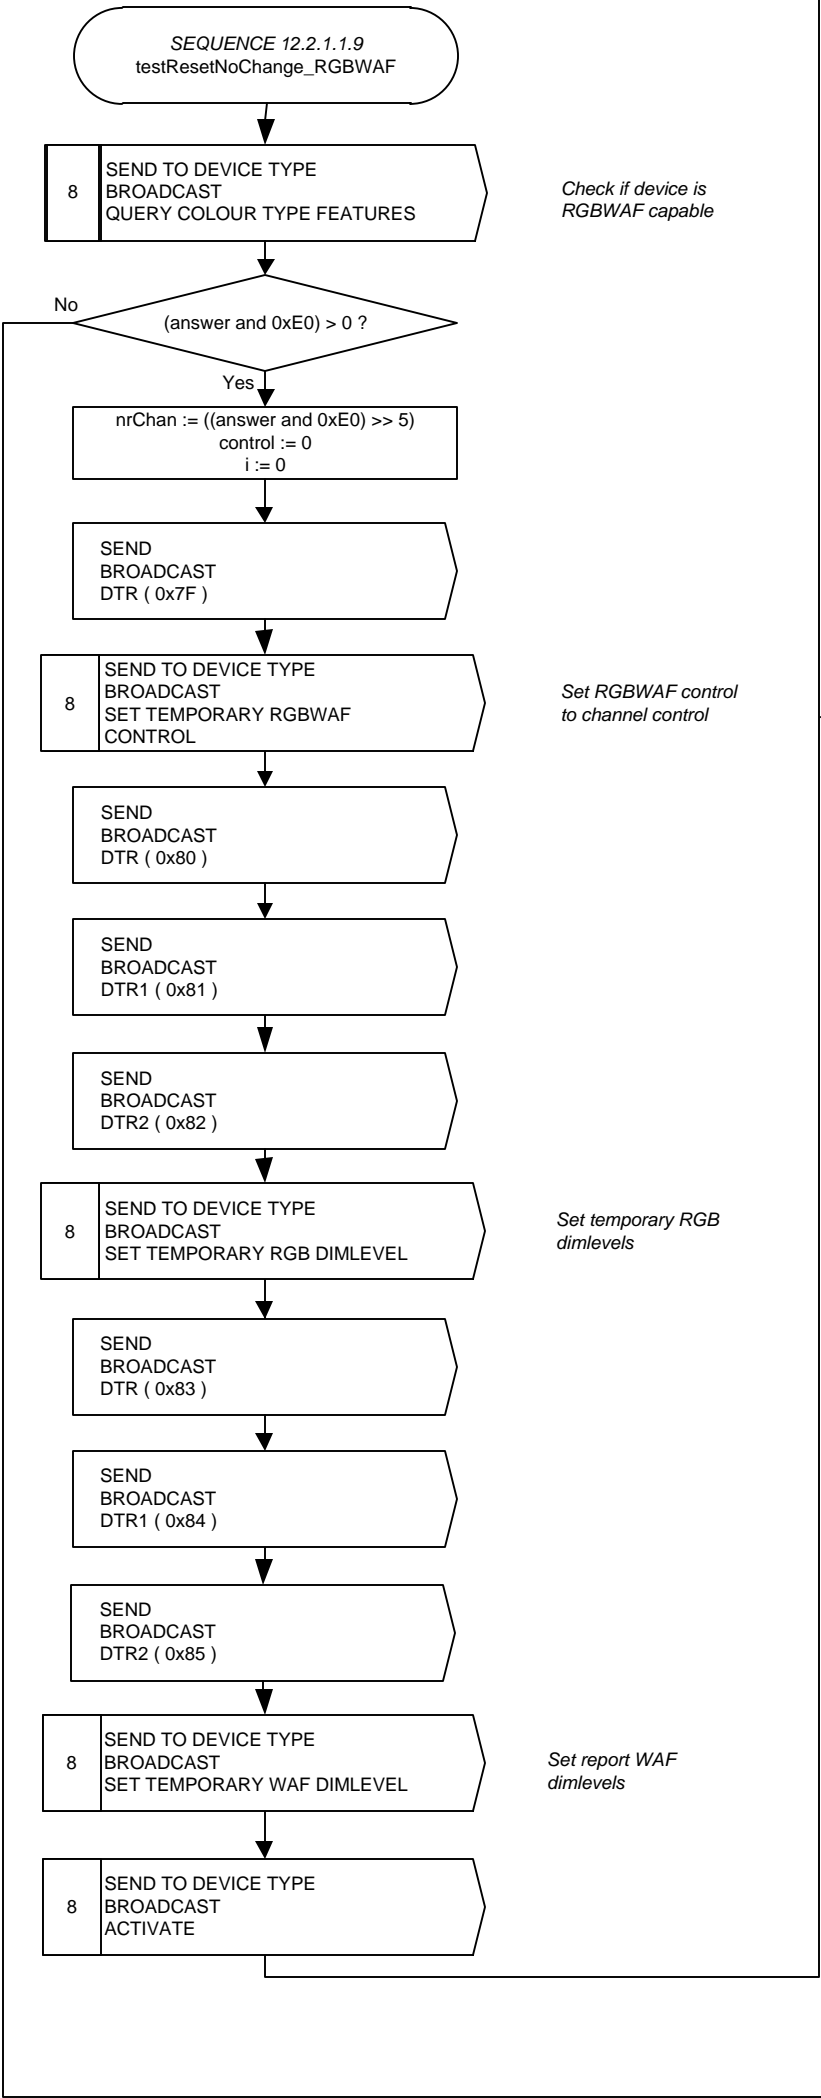 SEQUENCE 12.2.1.1.9
testResetNoChange_RGBWAF
8
SEND TO DEVICE TYPE
BROADCAST
QUERY COLOUR TYPE FEATURES
Check if device is
RGBWAF capable
No
(answer and 0xE0) > 0 ?
Yes
nrChan := ((answer and 0xE0) >> 5)
control := 0
i := 0
SEND
BROADCAST
DTR ( 0x7F )
8
SEND TO DEVICE TYPE
BROADCAST
SET TEMPORARY RGBWAF
CONTROL
Set RGBWAF control
to channel control
SEND
BROADCAST
DTR ( 0x80 )
SEND
BROADCAST
DTR1 ( 0x81 )
SEND
BROADCAST
DTR2 ( 0x82 )
8
SEND TO DEVICE TYPE
BROADCAST
SET TEMPORARY RGB DIMLEVEL
Set temporary RGB
dimlevels
SEND
BROADCAST
DTR ( 0x83 )
SEND
BROADCAST
DTR1 ( 0x84 )
SEND
BROADCAST
DTR2 ( 0x85 )
8
SEND TO DEVICE TYPE
BROADCAST
SET TEMPORARY WAF DIMLEVEL
Set report WAF
dimlevels
8
SEND TO DEVICE TYPE
BROADCAST
ACTIVATE